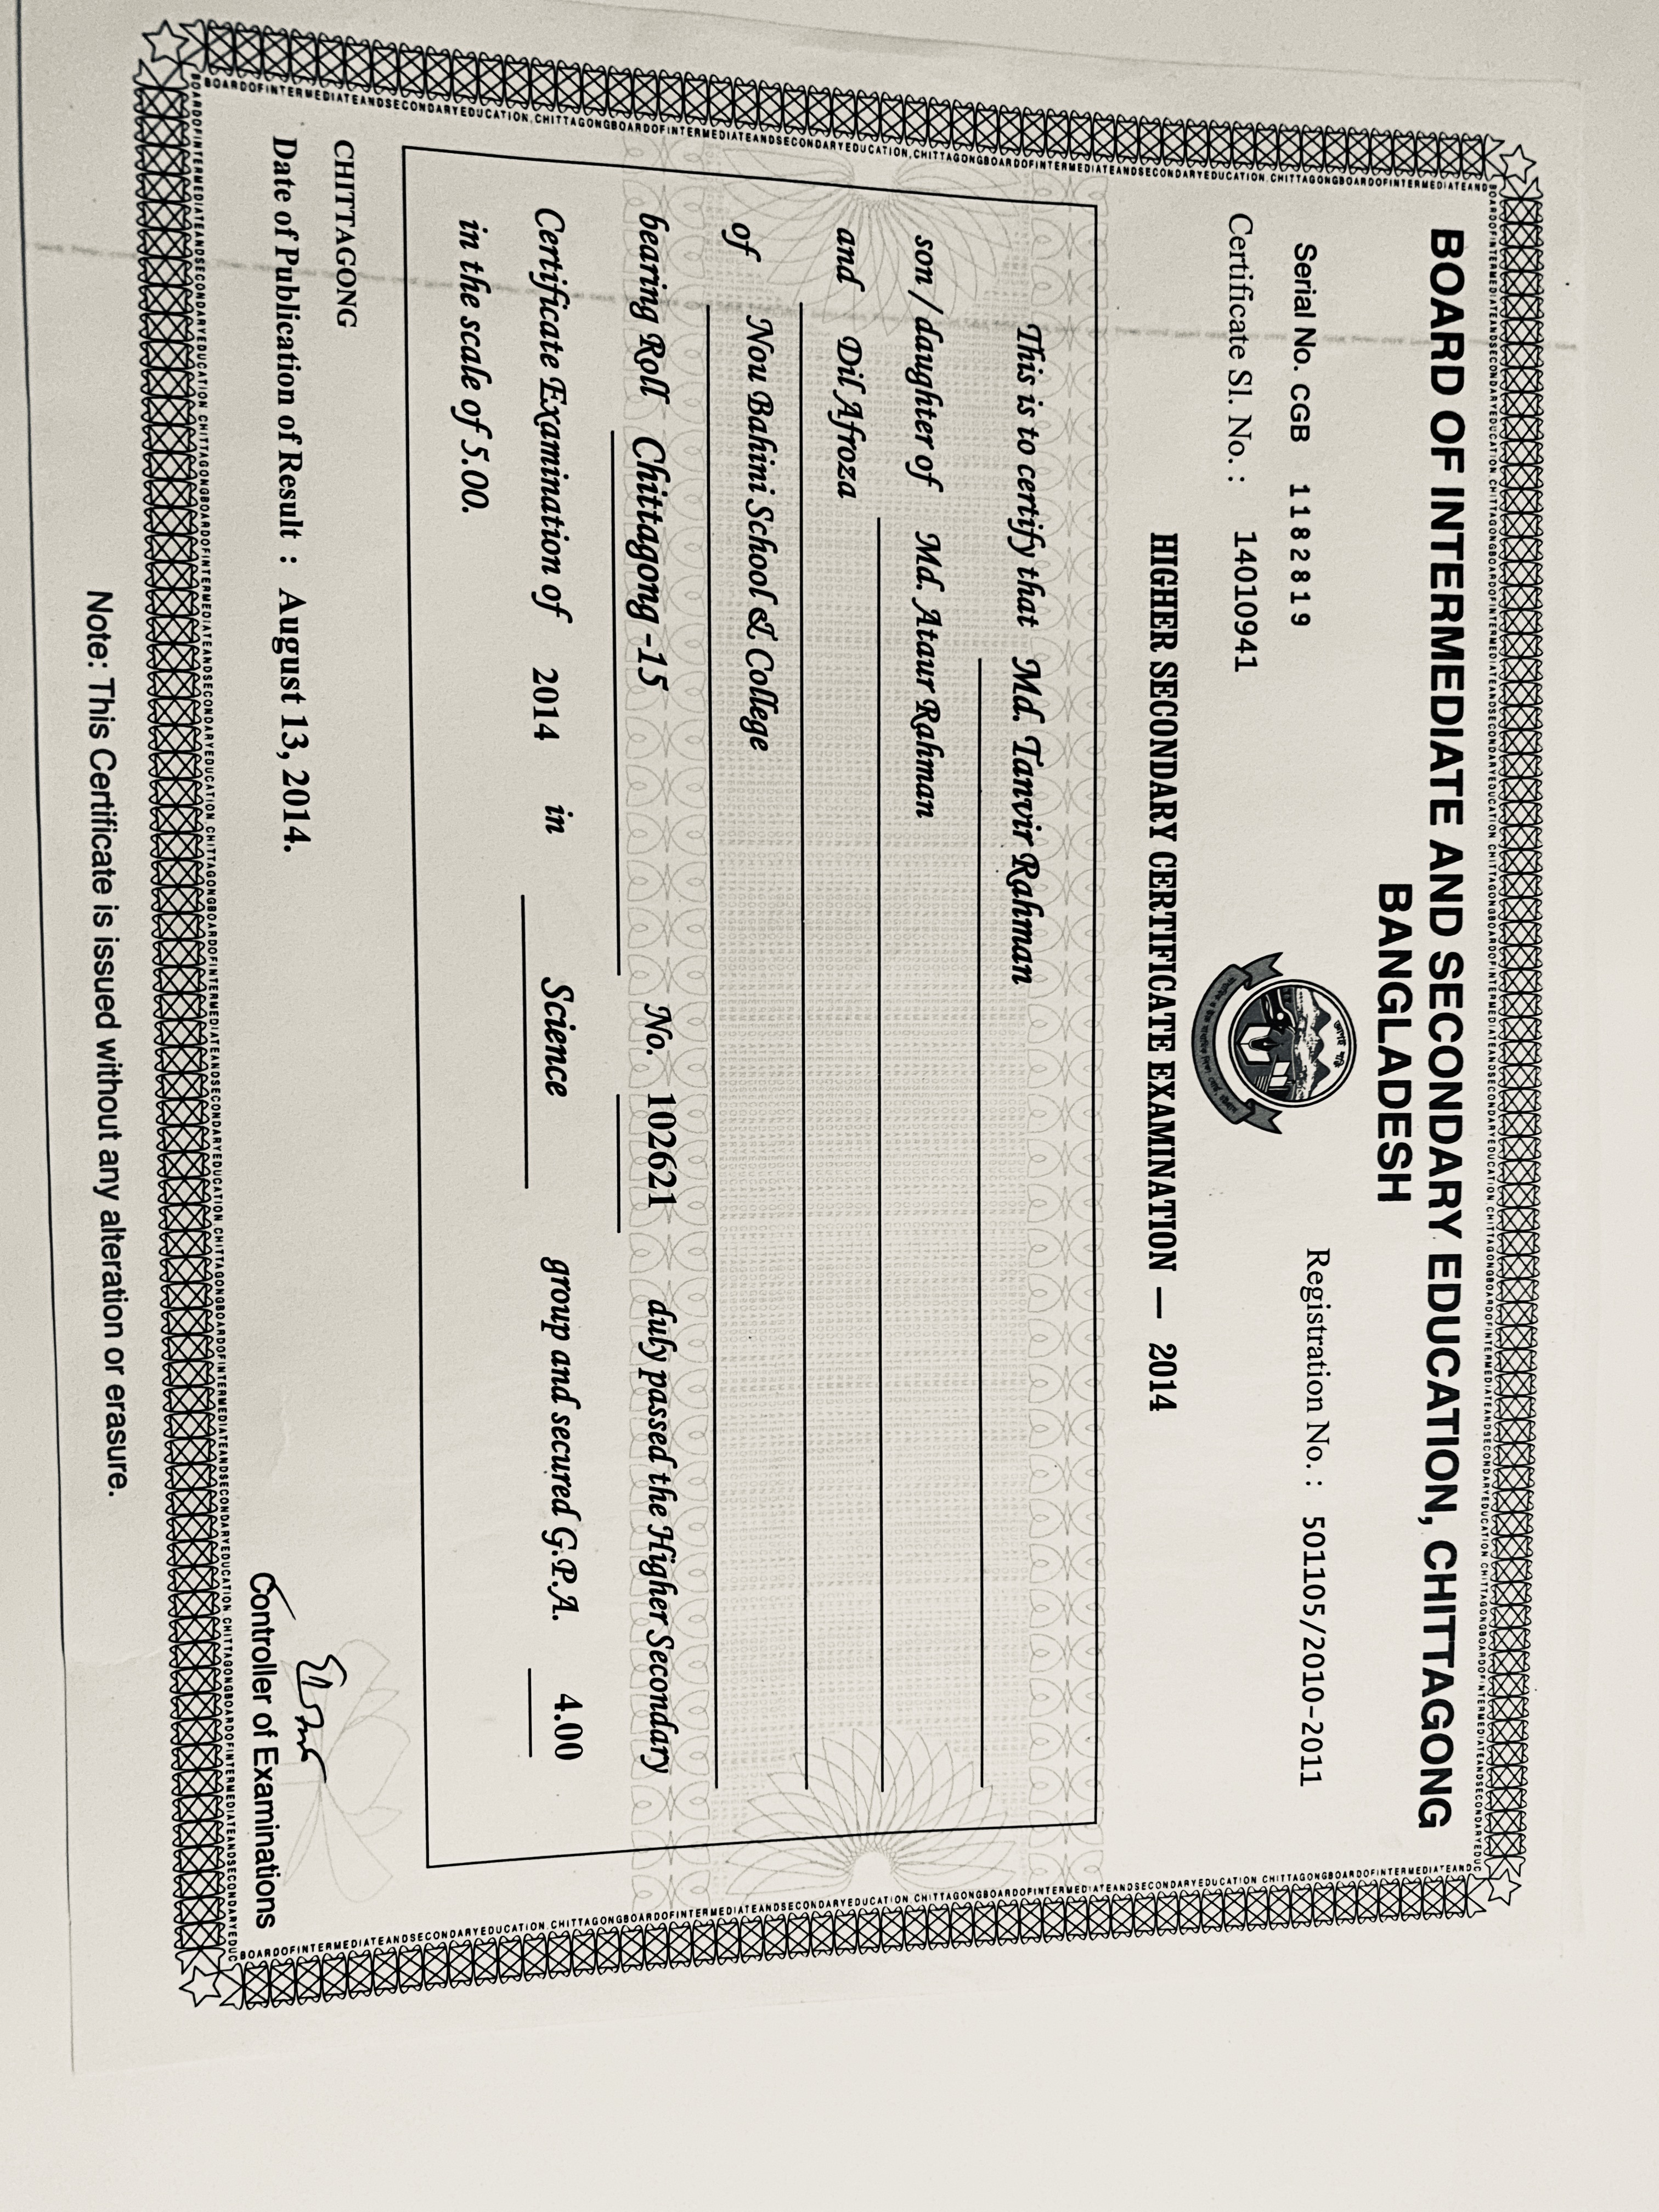 BOARD OF INTERMEDIATE AND SECONDARY EDUCATION, CHITTAGONG
BANGLADESH
Serial No. CGB 1182819
Registration No. : 501105/2010-2011
Certificate Sl. No. : 14010941
HIGHER SECONDARY CERTIFICATE EXAMINATION — 2014
This is to certify that Md. Tanvir Rahman
son / daughter of Md. Ataur Rahman
and Dil Afroza
of Nou Bahini School & College
bearing Roll Chittagong -15 No. 102621 duly passed the Higher Secondary
Certificate Examination of 2014 in Science group and secured G.P.A. 4.00
in the scale of 5.00.
CHITTAGONG
Date of Publication of Result : August 13, 2014.
Controller of Examinations
Note: This Certificate is issued without any alteration or erasure.